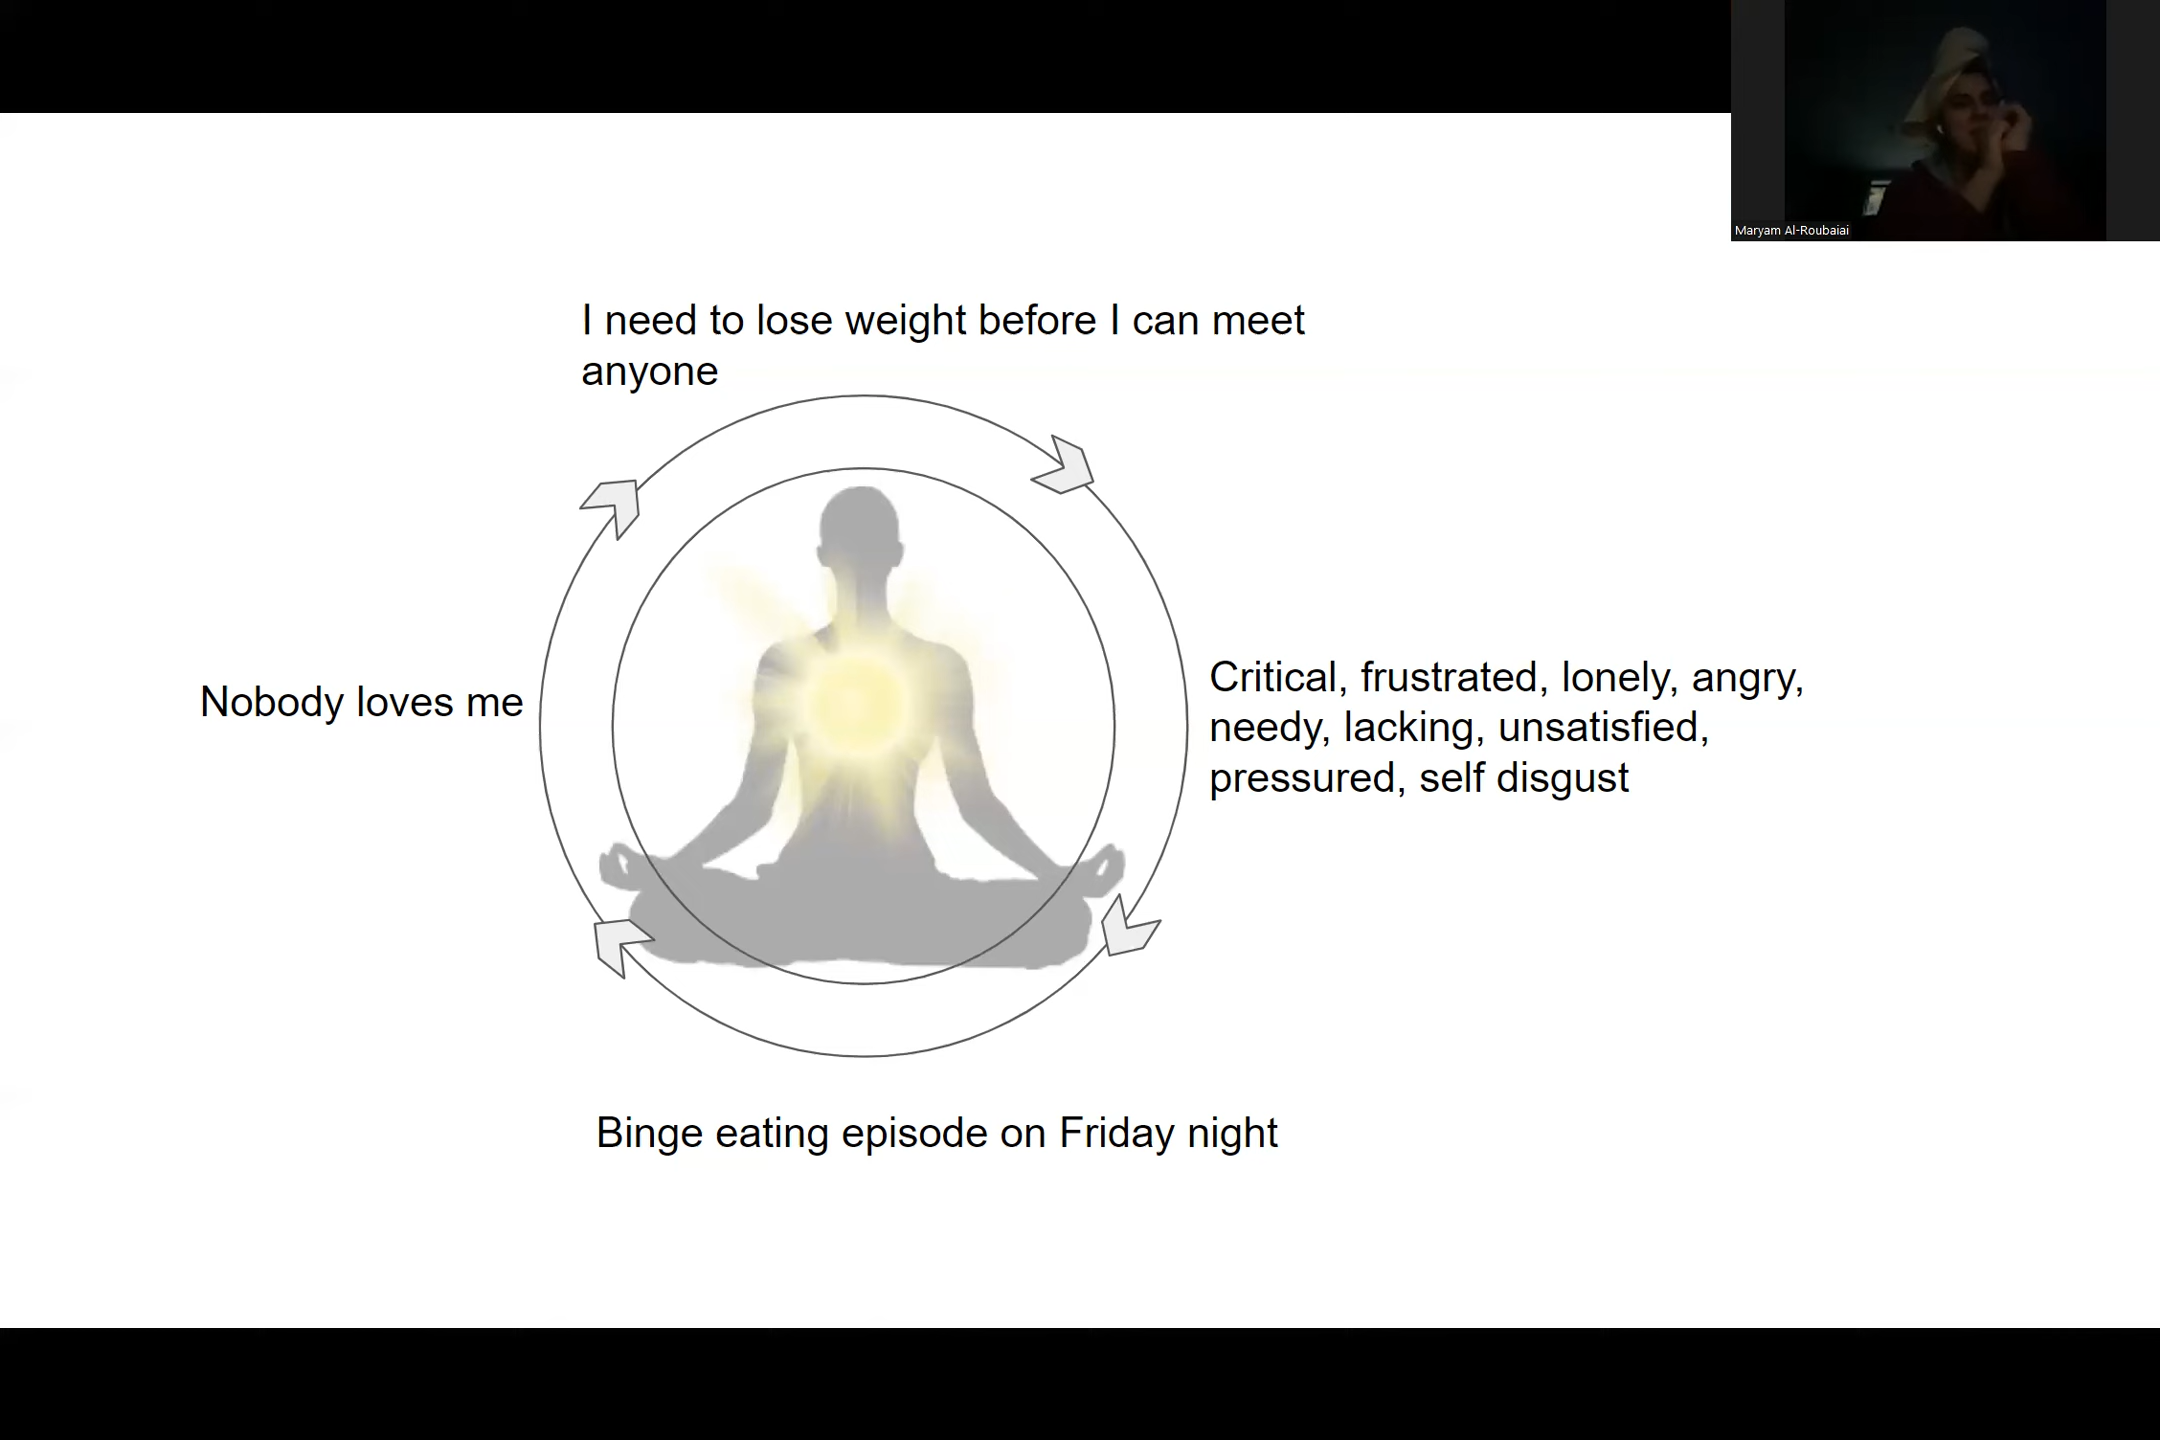 Maryam Al-Roubaiai
I need to lose weight before I can meet
anyone
Nobody loves me
Critical, frustrated, lonely, angry,
needy, lacking, unsatisfied,
pressured, self disgust
Binge eating episode on Friday night